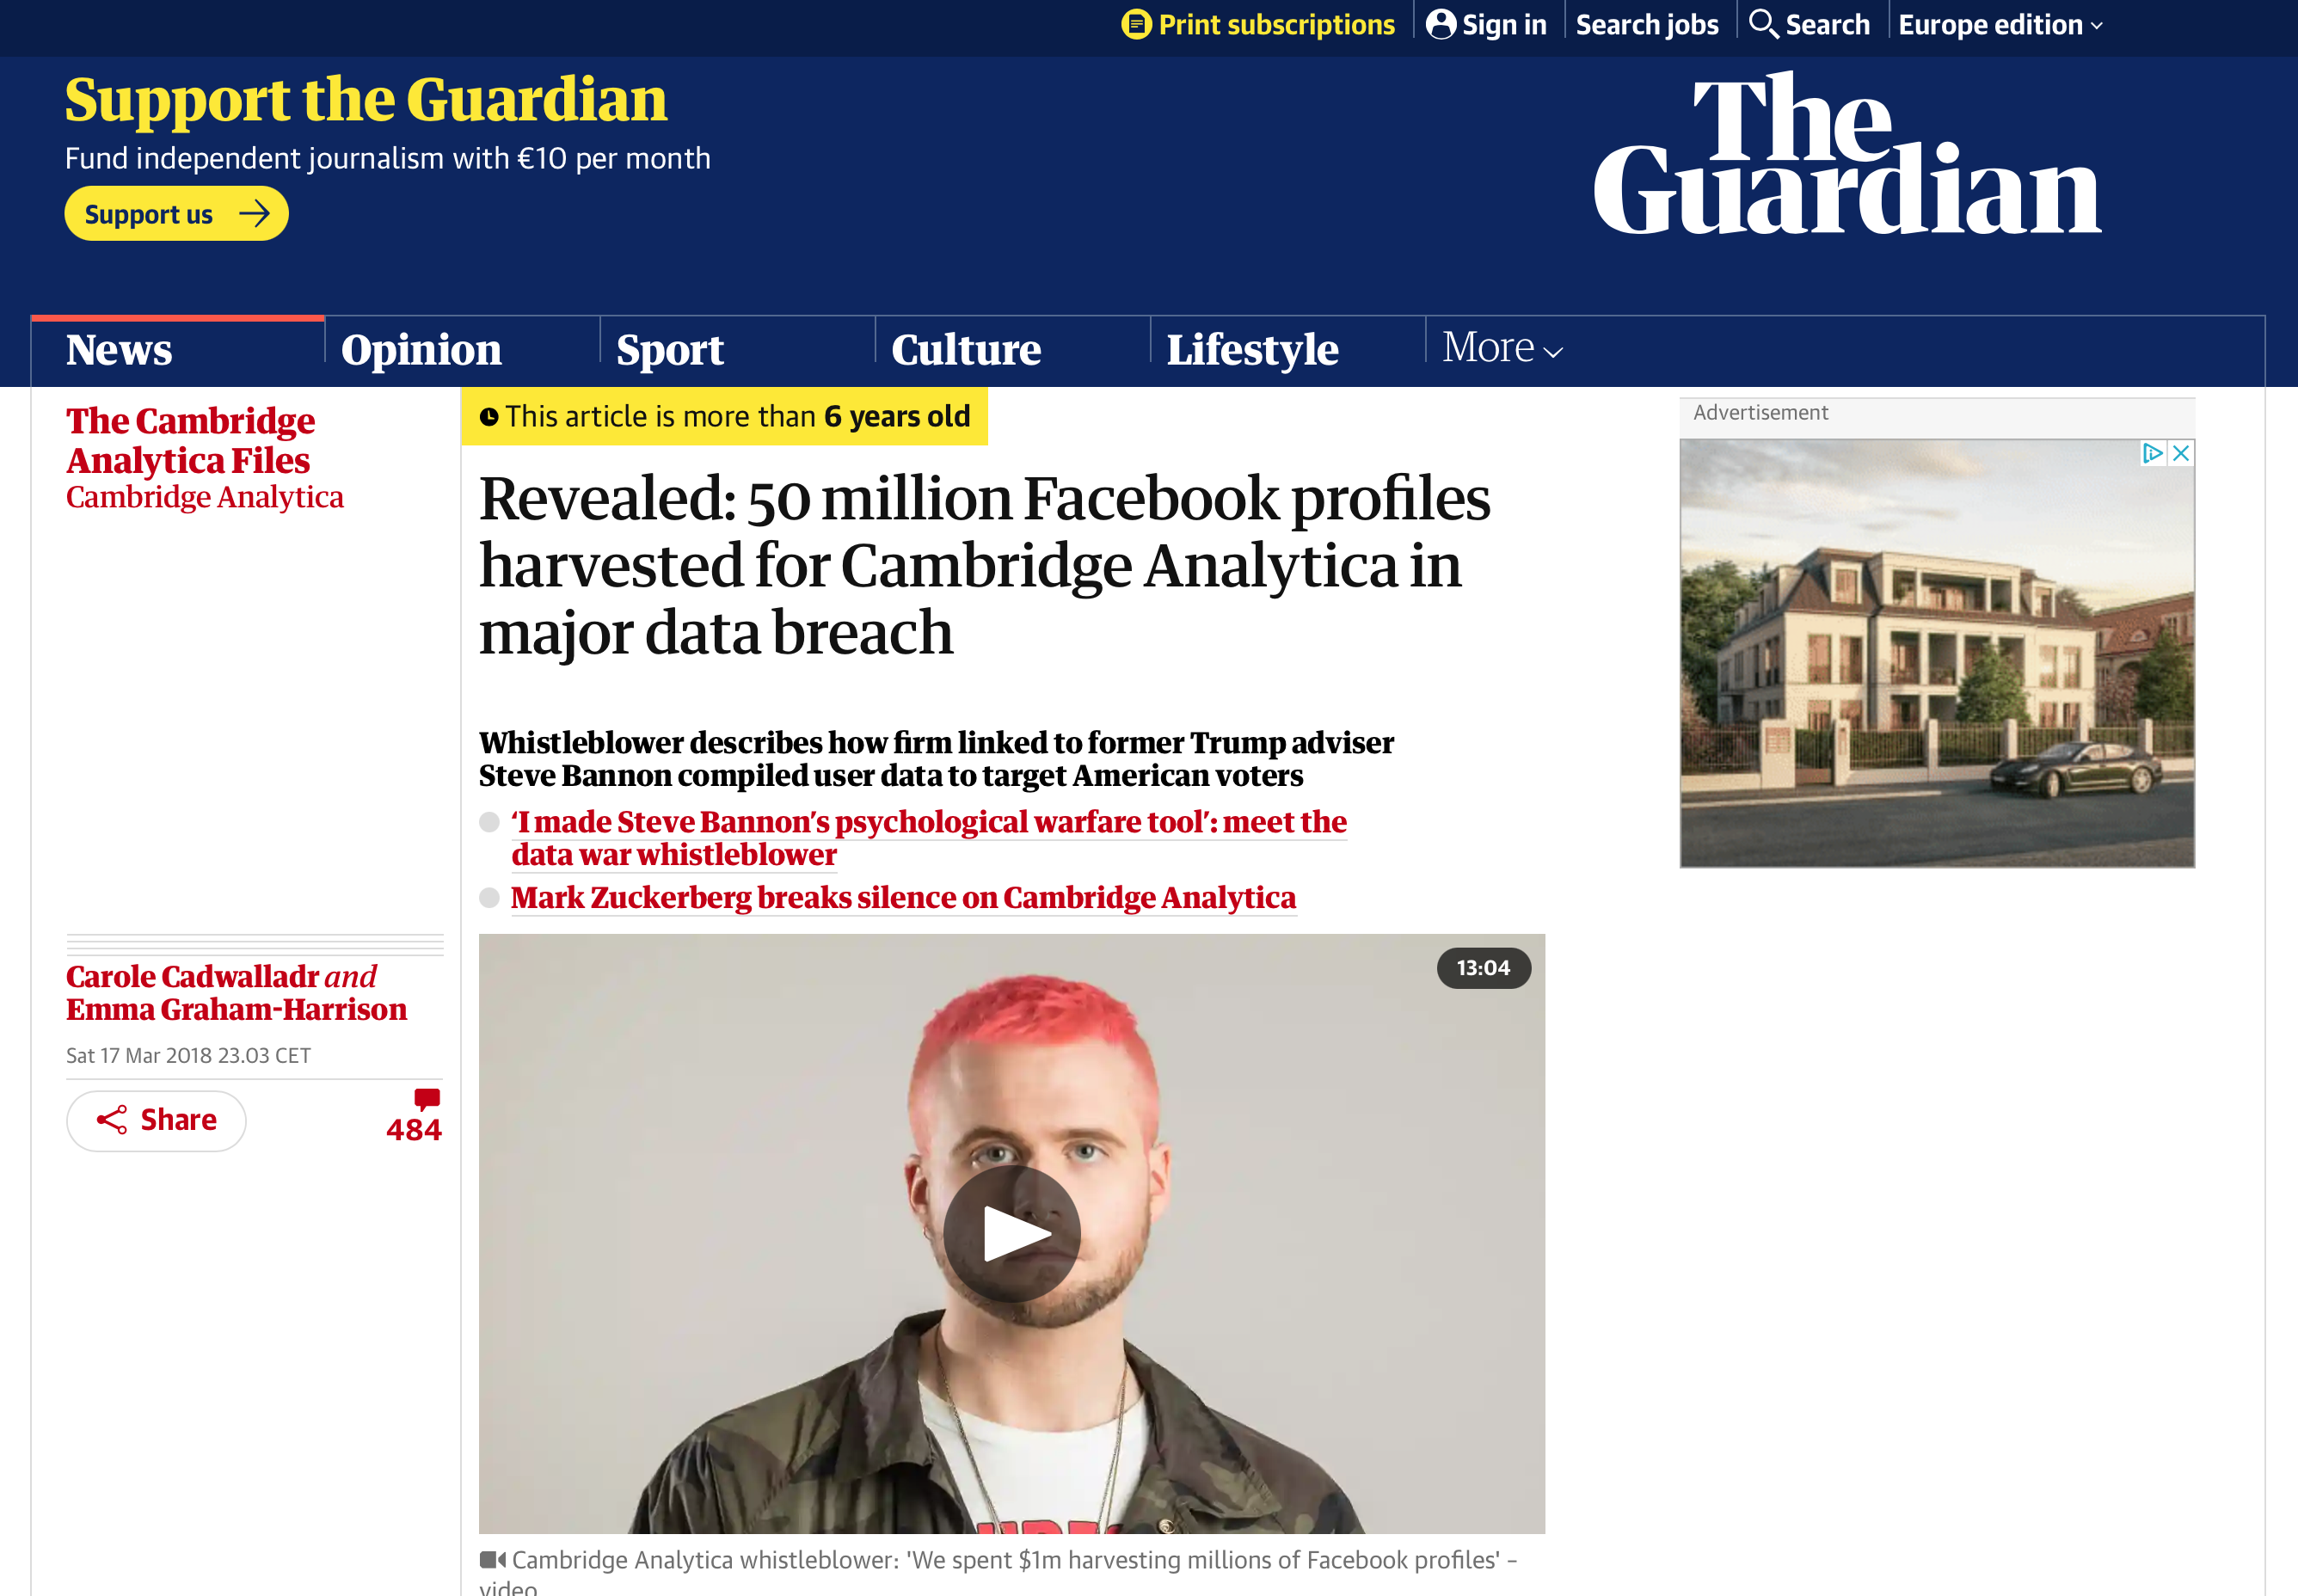 Print subscriptions
Sign in
Search jobs
Search
Europe edition
Support the Guardian
Fund independent journalism with €10 per month
Support us
The
Guardian
News
Opinion
Sport
Culture
Lifestyle
More
The Cambridge
Analytica Files
Cambridge Analytica
This article is more than 6 years old
Revealed: 50 million Facebook profiles
harvested for Cambridge Analytica in
major data breach
Whistleblower describes how firm linked to former Trump adviser
Steve Bannon compiled user data to target American voters
‘I made Steve Bannon’s psychological warfare tool’: meet the
data war whistleblower
Mark Zuckerberg breaks silence on Cambridge Analytica
Advertisement
Carole Cadwalladr and
Emma Graham-Harrison
Sat 17 Mar 2018 23.03 CET
Share
484
13:04
Cambridge Analytica whistleblower: 'We spent $1m harvesting millions of Facebook profiles' –
video